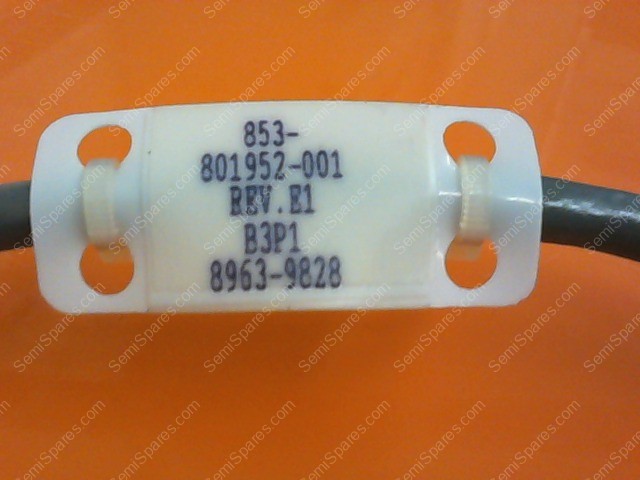 853-
801952-001
REV.E1
B3P1
8963-9828
SemiSpares.com